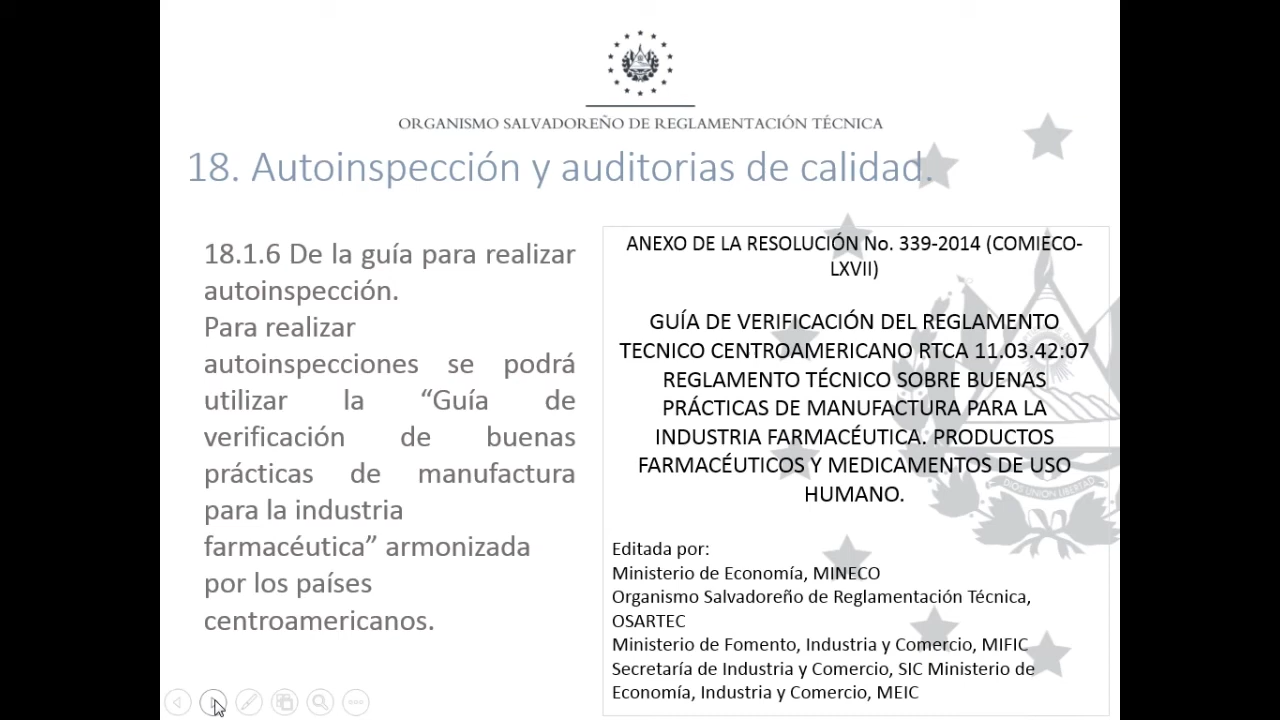 ORGANISMO SALVADOREÑO DE REGLAMENTACIÓN TÉCNICA
18. Autoinspección y auditorias de calidad.
18.1.6 De la guía para realizar
autoinspección.
Para realizar
autoinspecciones se podrá
utilizar la “Guía de
verificación de buenas
prácticas de manufactura
para la industria
farmacéutica” armonizada
por los países
centroamericanos.
ANEXO DE LA RESOLUCIÓN No. 339-2014 (COMIECO-
LXVII)
GUÍA DE VERIFICACIÓN DEL REGLAMENTO
TECNICO CENTROAMERICANO RTCA 11.03.42:07
REGLAMENTO TÉCNICO SOBRE BUENAS
PRÁCTICAS DE MANUFACTURA PARA LA
INDUSTRIA FARMACÉUTICA. PRODUCTOS
FARMACÉUTICOS Y MEDICAMENTOS DE USO
HUMANO.
Editada por:
Ministerio de Economía, MINECO
Organismo Salvadoreño de Reglamentación Técnica,
OSARTEC
Ministerio de Fomento, Industria y Comercio, MIFIC
Secretaría de Industria y Comercio, SIC Ministerio de
Economía, Industria y Comercio, MEIC
DIOS UNION LIBERTAD